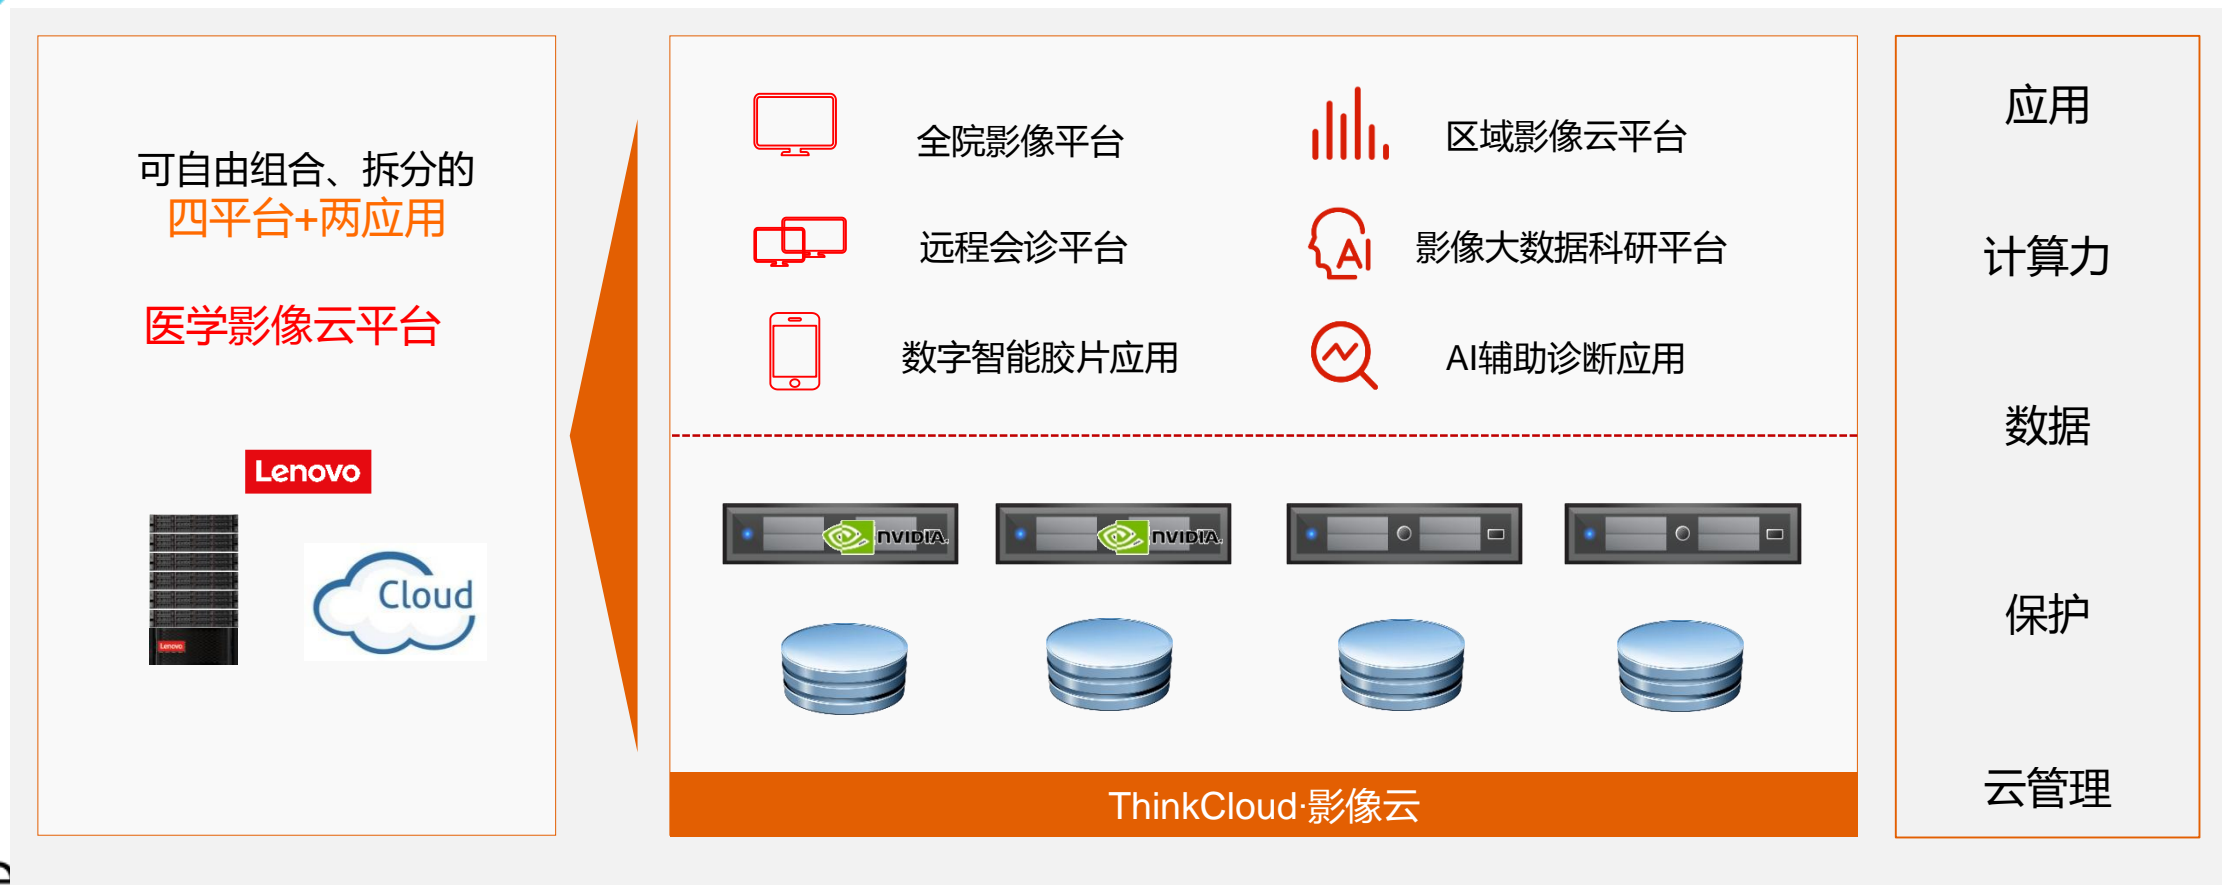 可自由组合、拆分的
四平台+两应用
医学影像云平台
Lenovo
Lenovo
Cloud
全院影像平台
区域影像云平台
远程会诊平台
AI
影像大数据科研平台
数字智能胶片应用
AI辅助诊断应用
NVIDIA.
NVIDIA.
ThinkCloud·影像云
应用
计算力
数据
保护
云管理